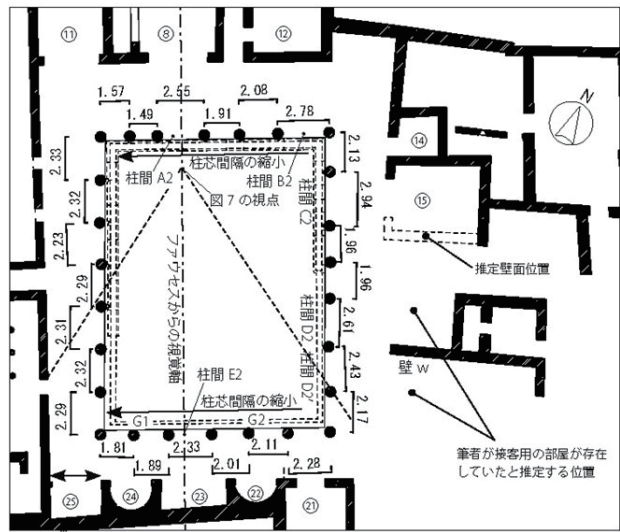 ⑪
⑧
⑫
1.57
1.49
2.55
1.91
2.08
2.78
N
⑭
2.33
柱芯間隔の縮小
2.13
柱間 A2
柱間 B2
図7の視点
柱間 C2
2.32
2.94
⑮
2.23
.96
推定壁面位置
ファウセスからの視覚軸
2.29
1.96
2.31
柱間 D2
2.61
2.32
柱間 E2
柱間 D2'
2.43
壁 W
2.29
柱芯間隔の縮小
2.17
G1
G2
筆者が接客用の部屋が存在
していたと推定する位置
1.81
1.89
2.33
2.01
2.11
2.28
㉕
㉔
㉓
㉒
㉑